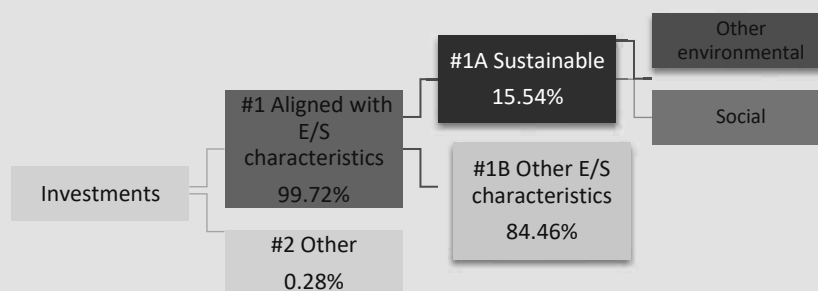 Investments
#1 Aligned with
E/S
characteristics
99.72%
#2 Other
0.28%
#1A Sustainable
15.54%
#1B Other E/S
characteristics
84.46%
Other
environmental
Social